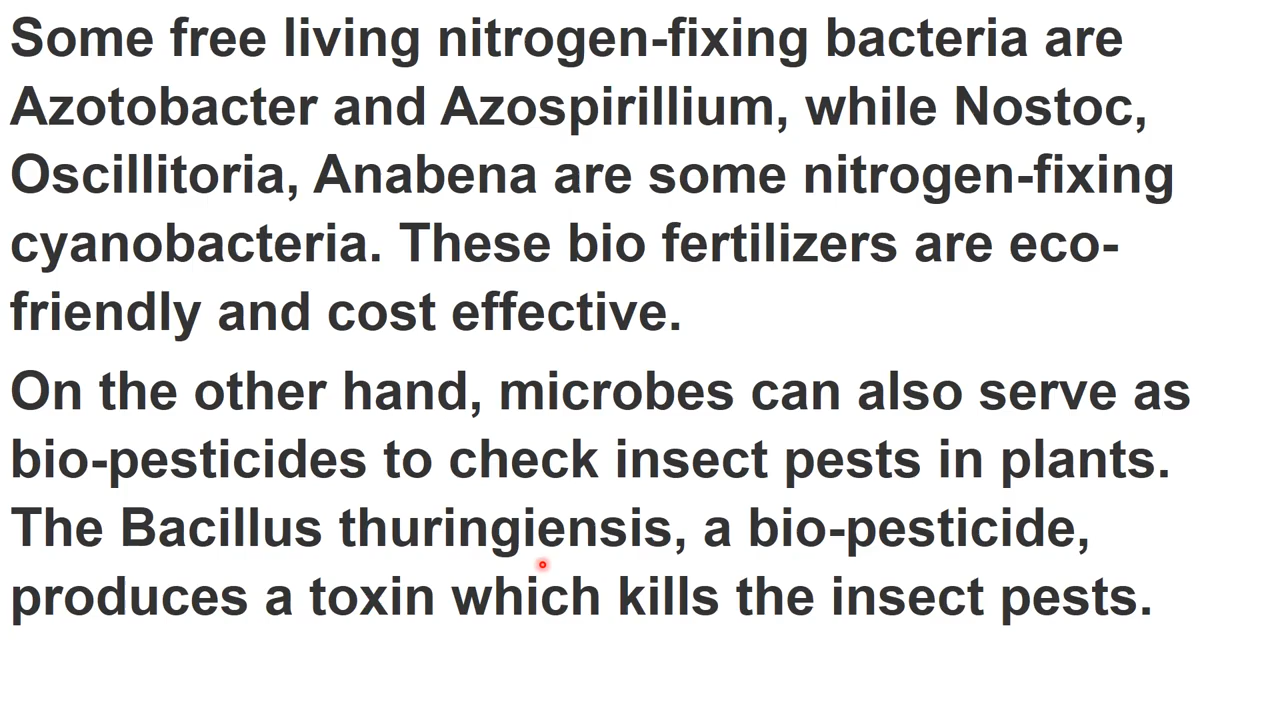 Some free living nitrogen-fixing bacteria are
Azotobacter and Azospirillium, while Nostoc,
Oscillitoria, Anabena are some nitrogen-fixing
cyanobacteria. These bio fertilizers are eco-
friendly and cost effective.
On the other hand, microbes can also serve as
bio-pesticides to check insect pests in plants.
The Bacillus thuringiensis, a bio-pesticide,
produces a toxin which kills the insect pests.